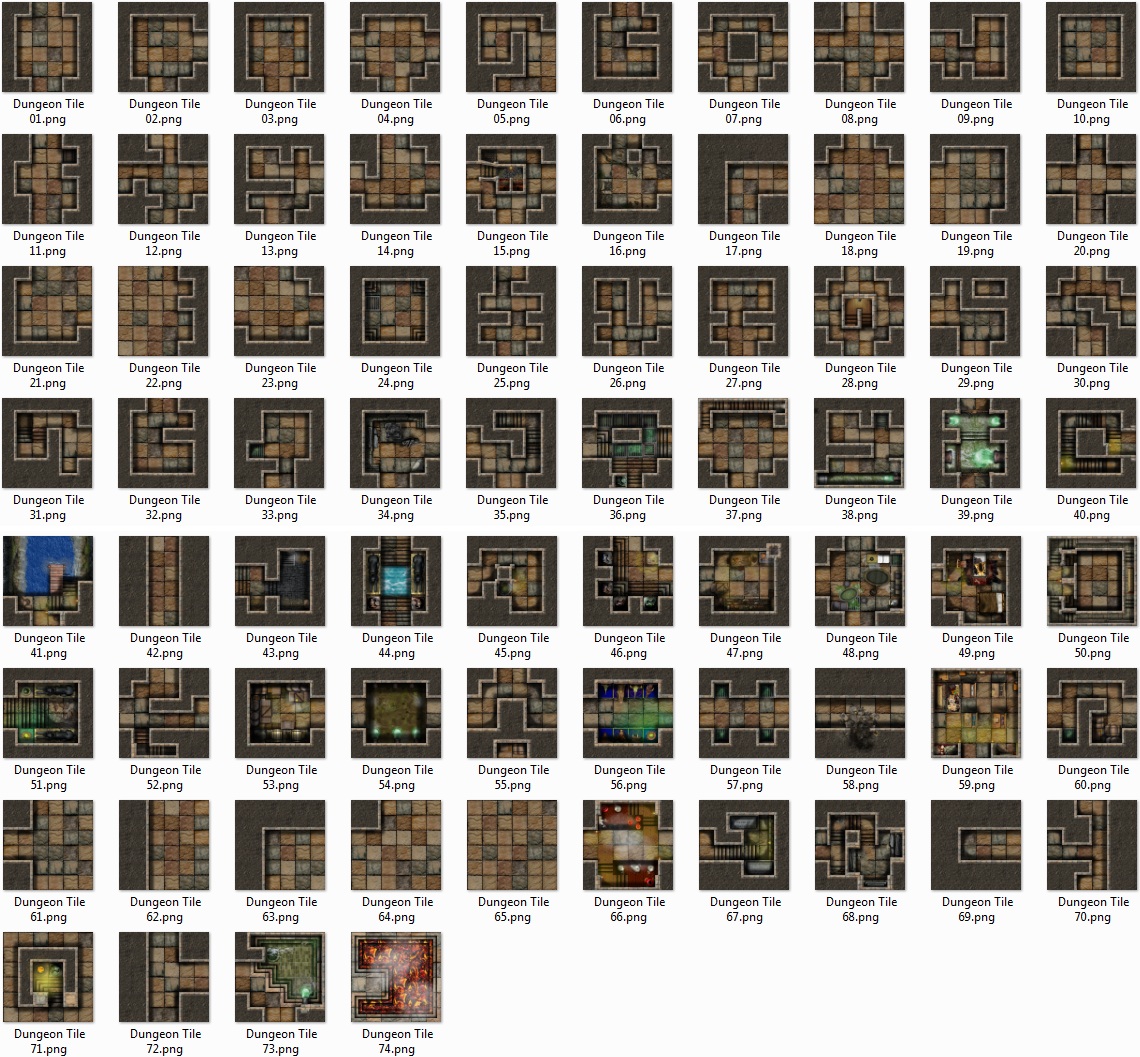 Dungeon Tile Dungeon Tile Dungeon Tile Dungeon Tile Dungeon Tile Dungeon Tile Dungeon Tile Dungeon Tile Dungeon Tile Dungeon Tile
01.png 02.png 03.png 04.png 05.png 06.png 07.png 08.png 09.png 10.png
Dungeon Tile Dungeon Tile Dungeon Tile Dungeon Tile Dungeon Tile Dungeon Tile Dungeon Tile Dungeon Tile Dungeon Tile Dungeon Tile
11.png 12.png 13.png 14.png 15.png 16.png 17.png 18.png 19.png 20.png
Dungeon Tile Dungeon Tile Dungeon Tile Dungeon Tile Dungeon Tile Dungeon Tile Dungeon Tile Dungeon Tile Dungeon Tile Dungeon Tile
21.png 22.png 23.png 24.png 25.png 26.png 27.png 28.png 29.png 30.png
Dungeon Tile Dungeon Tile Dungeon Tile Dungeon Tile Dungeon Tile Dungeon Tile Dungeon Tile Dungeon Tile Dungeon Tile Dungeon Tile
31.png 32.png 33.png 34.png 35.png 36.png 37.png 38.png 39.png 40.png
Dungeon Tile Dungeon Tile Dungeon Tile Dungeon Tile Dungeon Tile Dungeon Tile Dungeon Tile Dungeon Tile Dungeon Tile Dungeon Tile
41.png 42.png 43.png 44.png 45.png 46.png 47.png 48.png 49.png 50.png
Dungeon Tile Dungeon Tile Dungeon Tile Dungeon Tile Dungeon Tile Dungeon Tile Dungeon Tile Dungeon Tile Dungeon Tile Dungeon Tile
51.png 52.png 53.png 54.png 55.png 56.png 57.png 58.png 59.png 60.png
Dungeon Tile Dungeon Tile Dungeon Tile Dungeon Tile Dungeon Tile Dungeon Tile Dungeon Tile Dungeon Tile Dungeon Tile Dungeon Tile
61.png 62.png 63.png 64.png 65.png 66.png 67.png 68.png 69.png 70.png
Dungeon Tile Dungeon Tile Dungeon Tile Dungeon Tile
71.png 72.png 73.png 74.png